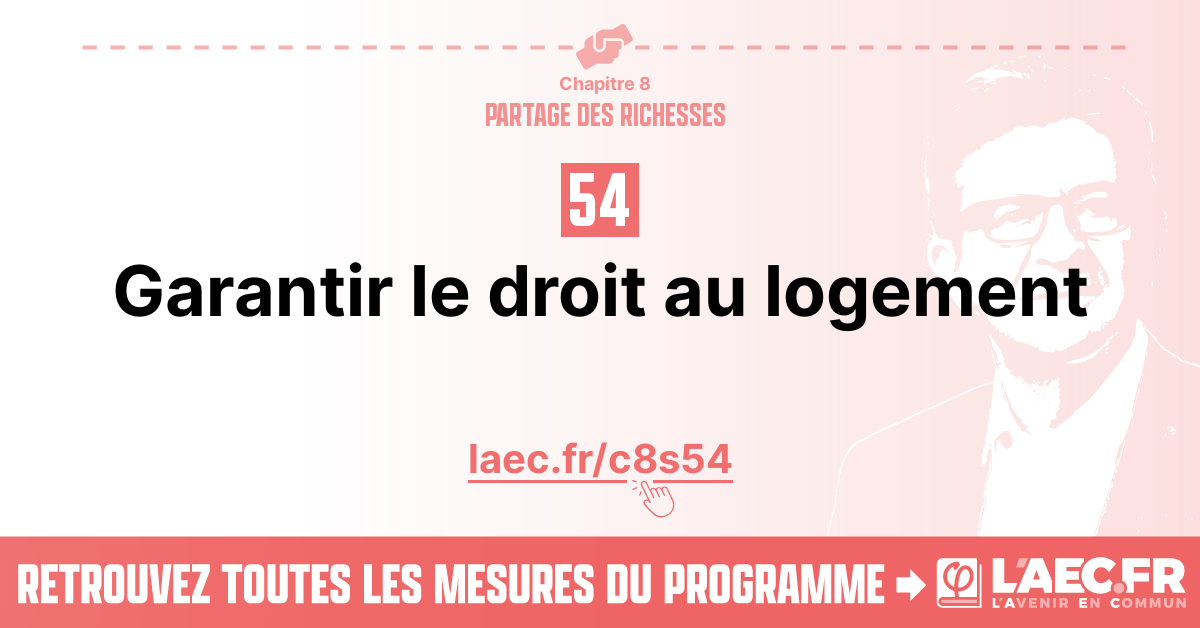 Chapitre 8
PARTAGE DES RICHESSES
54
Garantir le droit au logement
laec.fr/c8s54
RETROUVEZ TOUTES LES MESURES DU PROGRAMME
L'AEC.FR
L'AVENIR EN COMMUN